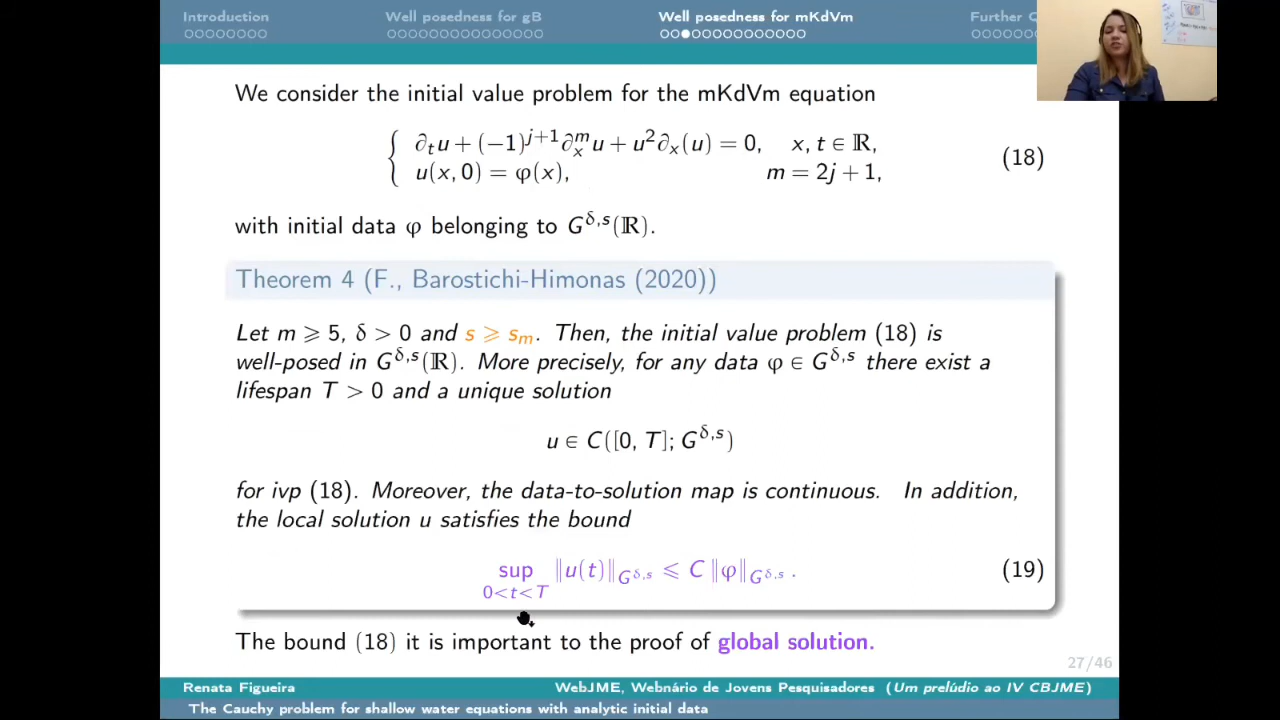 Introduction Well posedness for gB Well posedness for mKdVm Further Q
We consider the initial value problem for the mKdVm equation
∂ₜu + (−1)ʲ⁺¹∂ₓᵐu + u²∂ₓ(u) = 0, x, t ∈ ℝ,
u(x, 0) = φ(x), m = 2j + 1, (18)
with initial data φ belonging to G^{δ,s}(ℝ).
Theorem 4 (F., Barostichi-Himonas (2020))
Let m ⩾ 5, δ > 0 and s ⩾ sₘ. Then, the initial value problem (18) is
well-posed in G^{δ,s}(ℝ). More precisely, for any data φ ∈ G^{δ,s} there exist a
lifespan T > 0 and a unique solution
u ∈ C([0, T]; G^{δ,s})
for ivp (18). Moreover, the data-to-solution map is continuous. In addition,
the local solution u satisfies the bound
sup ‖u(t)‖_{G^{δ,s}} ⩽ C ‖φ‖_{G^{δ,s}} . (19)
0<t<T
The bound (18) it is important to the proof of global solution.
27/46
Renata Figueira WebJME, Webnário de Jovens Pesquisadores (Um prelúdio ao IV CBJME)
The Cauchy problem for shallow water equations with analytic initial data